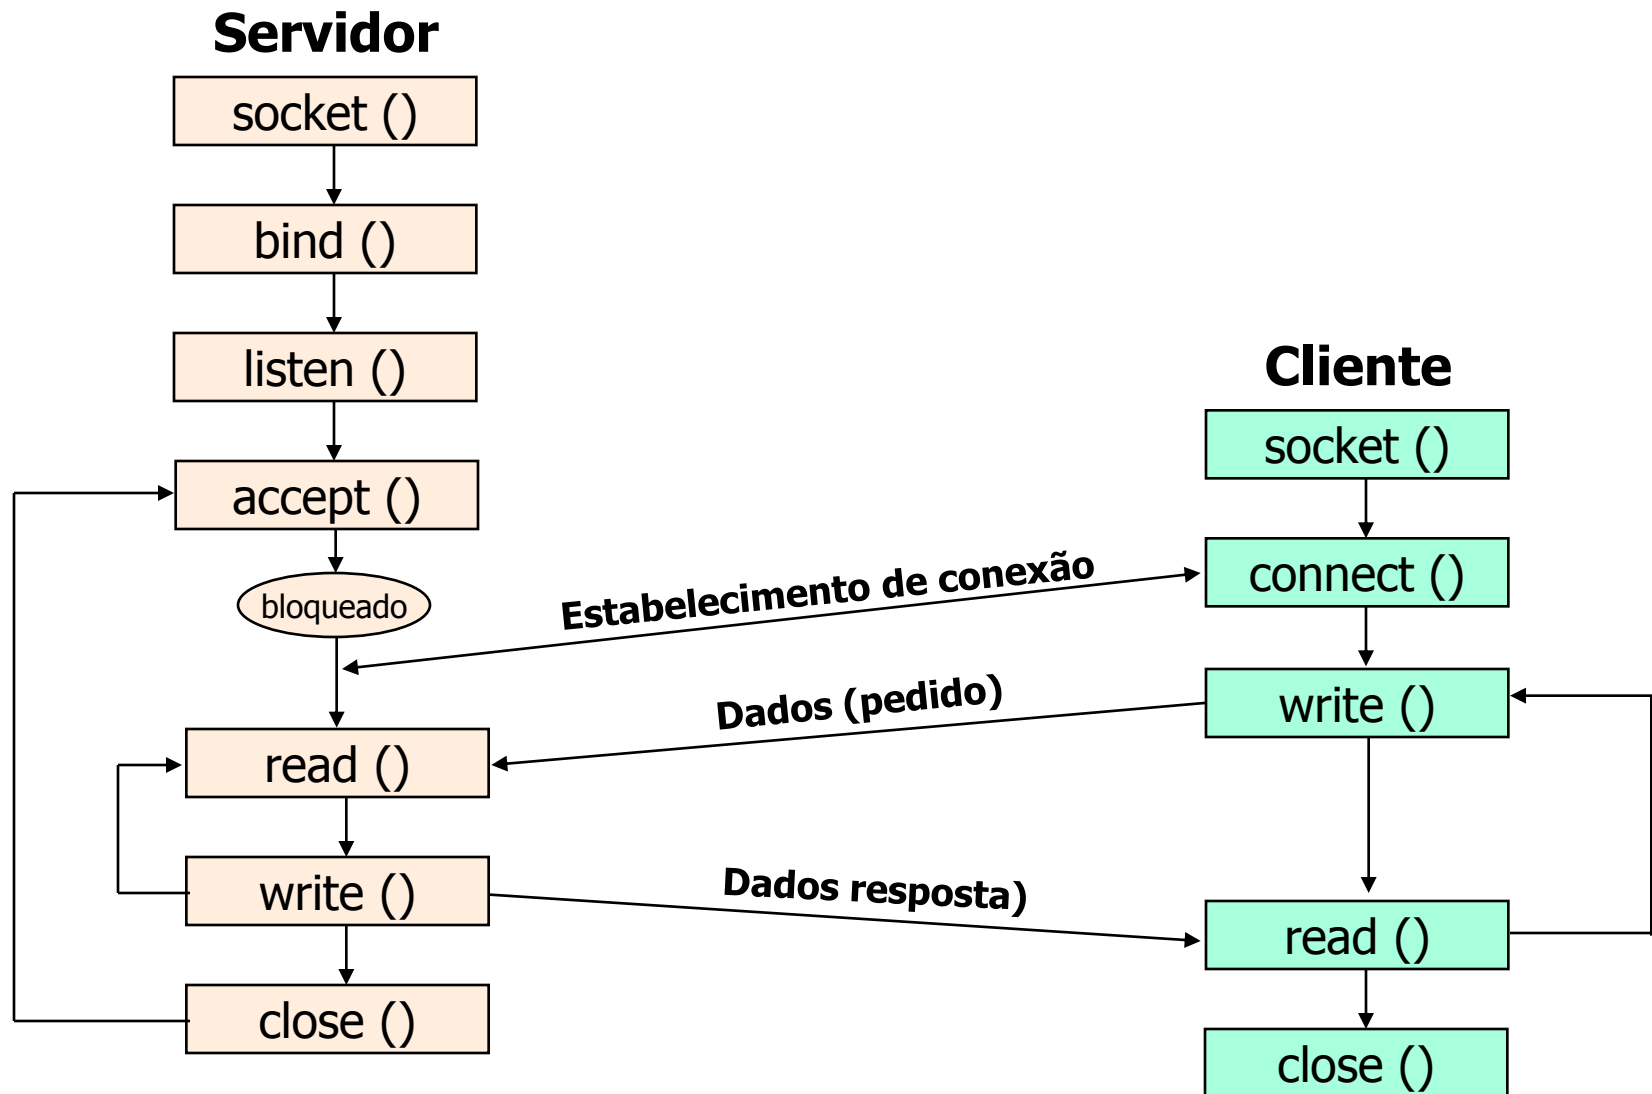 Servidor
socket ()
bind ()
listen ()
accept ()
bloqueado
read ()
write ()
close ()
Estabelecimento de conexão
Dados (pedido)
Dados resposta)
Cliente
socket ()
connect ()
write ()
read ()
close ()